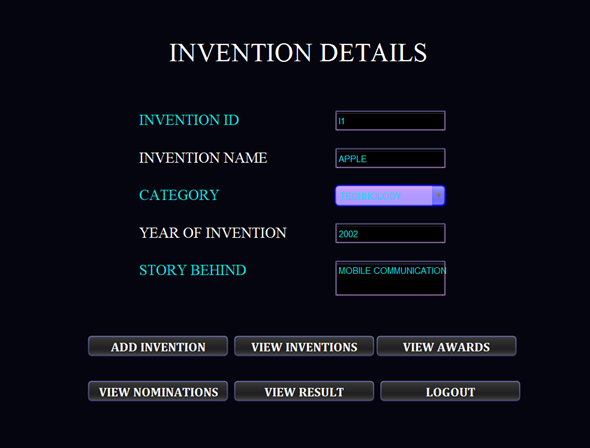 INVENTION DETAILS
INVENTION ID I1
INVENTION NAME APPLE
CATEGORY TECHNOLOGY
YEAR OF INVENTION 2002
STORY BEHIND MOBILE COMMUNICATION
ADD INVENTION VIEW INVENTIONS VIEW AWARDS
VIEW NOMINATIONS VIEW RESULT LOGOUT